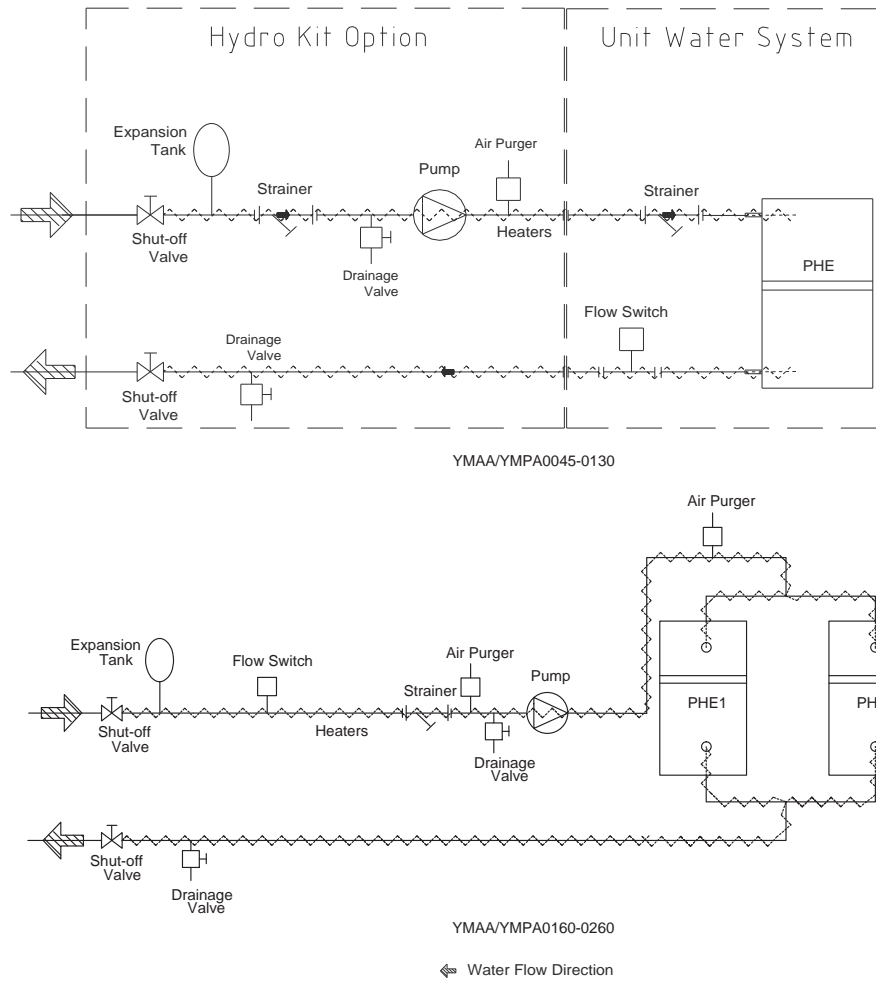 Hydro Kit Option
Unit Water System
Expansion
Tank
Air Purger
Pump
Strainer
Strainer
Shut-off
Valve
Heaters
Drainage
Valve
PHE
Flow Switch
Drainage
Valve
Shut-off
Valve
YMAA/YMPA0045-0130
Air Purger
Expansion
Tank
Flow Switch
Air Purger
Pump
Strainer
PHE1
PH
Shut-off
Valve
Heaters
Drainage
Valve
Shut-off
Valve
Drainage
Valve
YMAA/YMPA0160-0260
Water Flow Direction